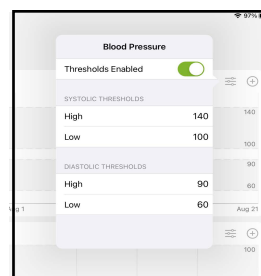 97%
Blood Pressure
Thresholds Enabled
SYSTOLIC THRESHOLDS
High 140
Low 100
DIASTOLIC THRESHOLDS
High 90
Low 60
140
100
90
60
Aug 21
100